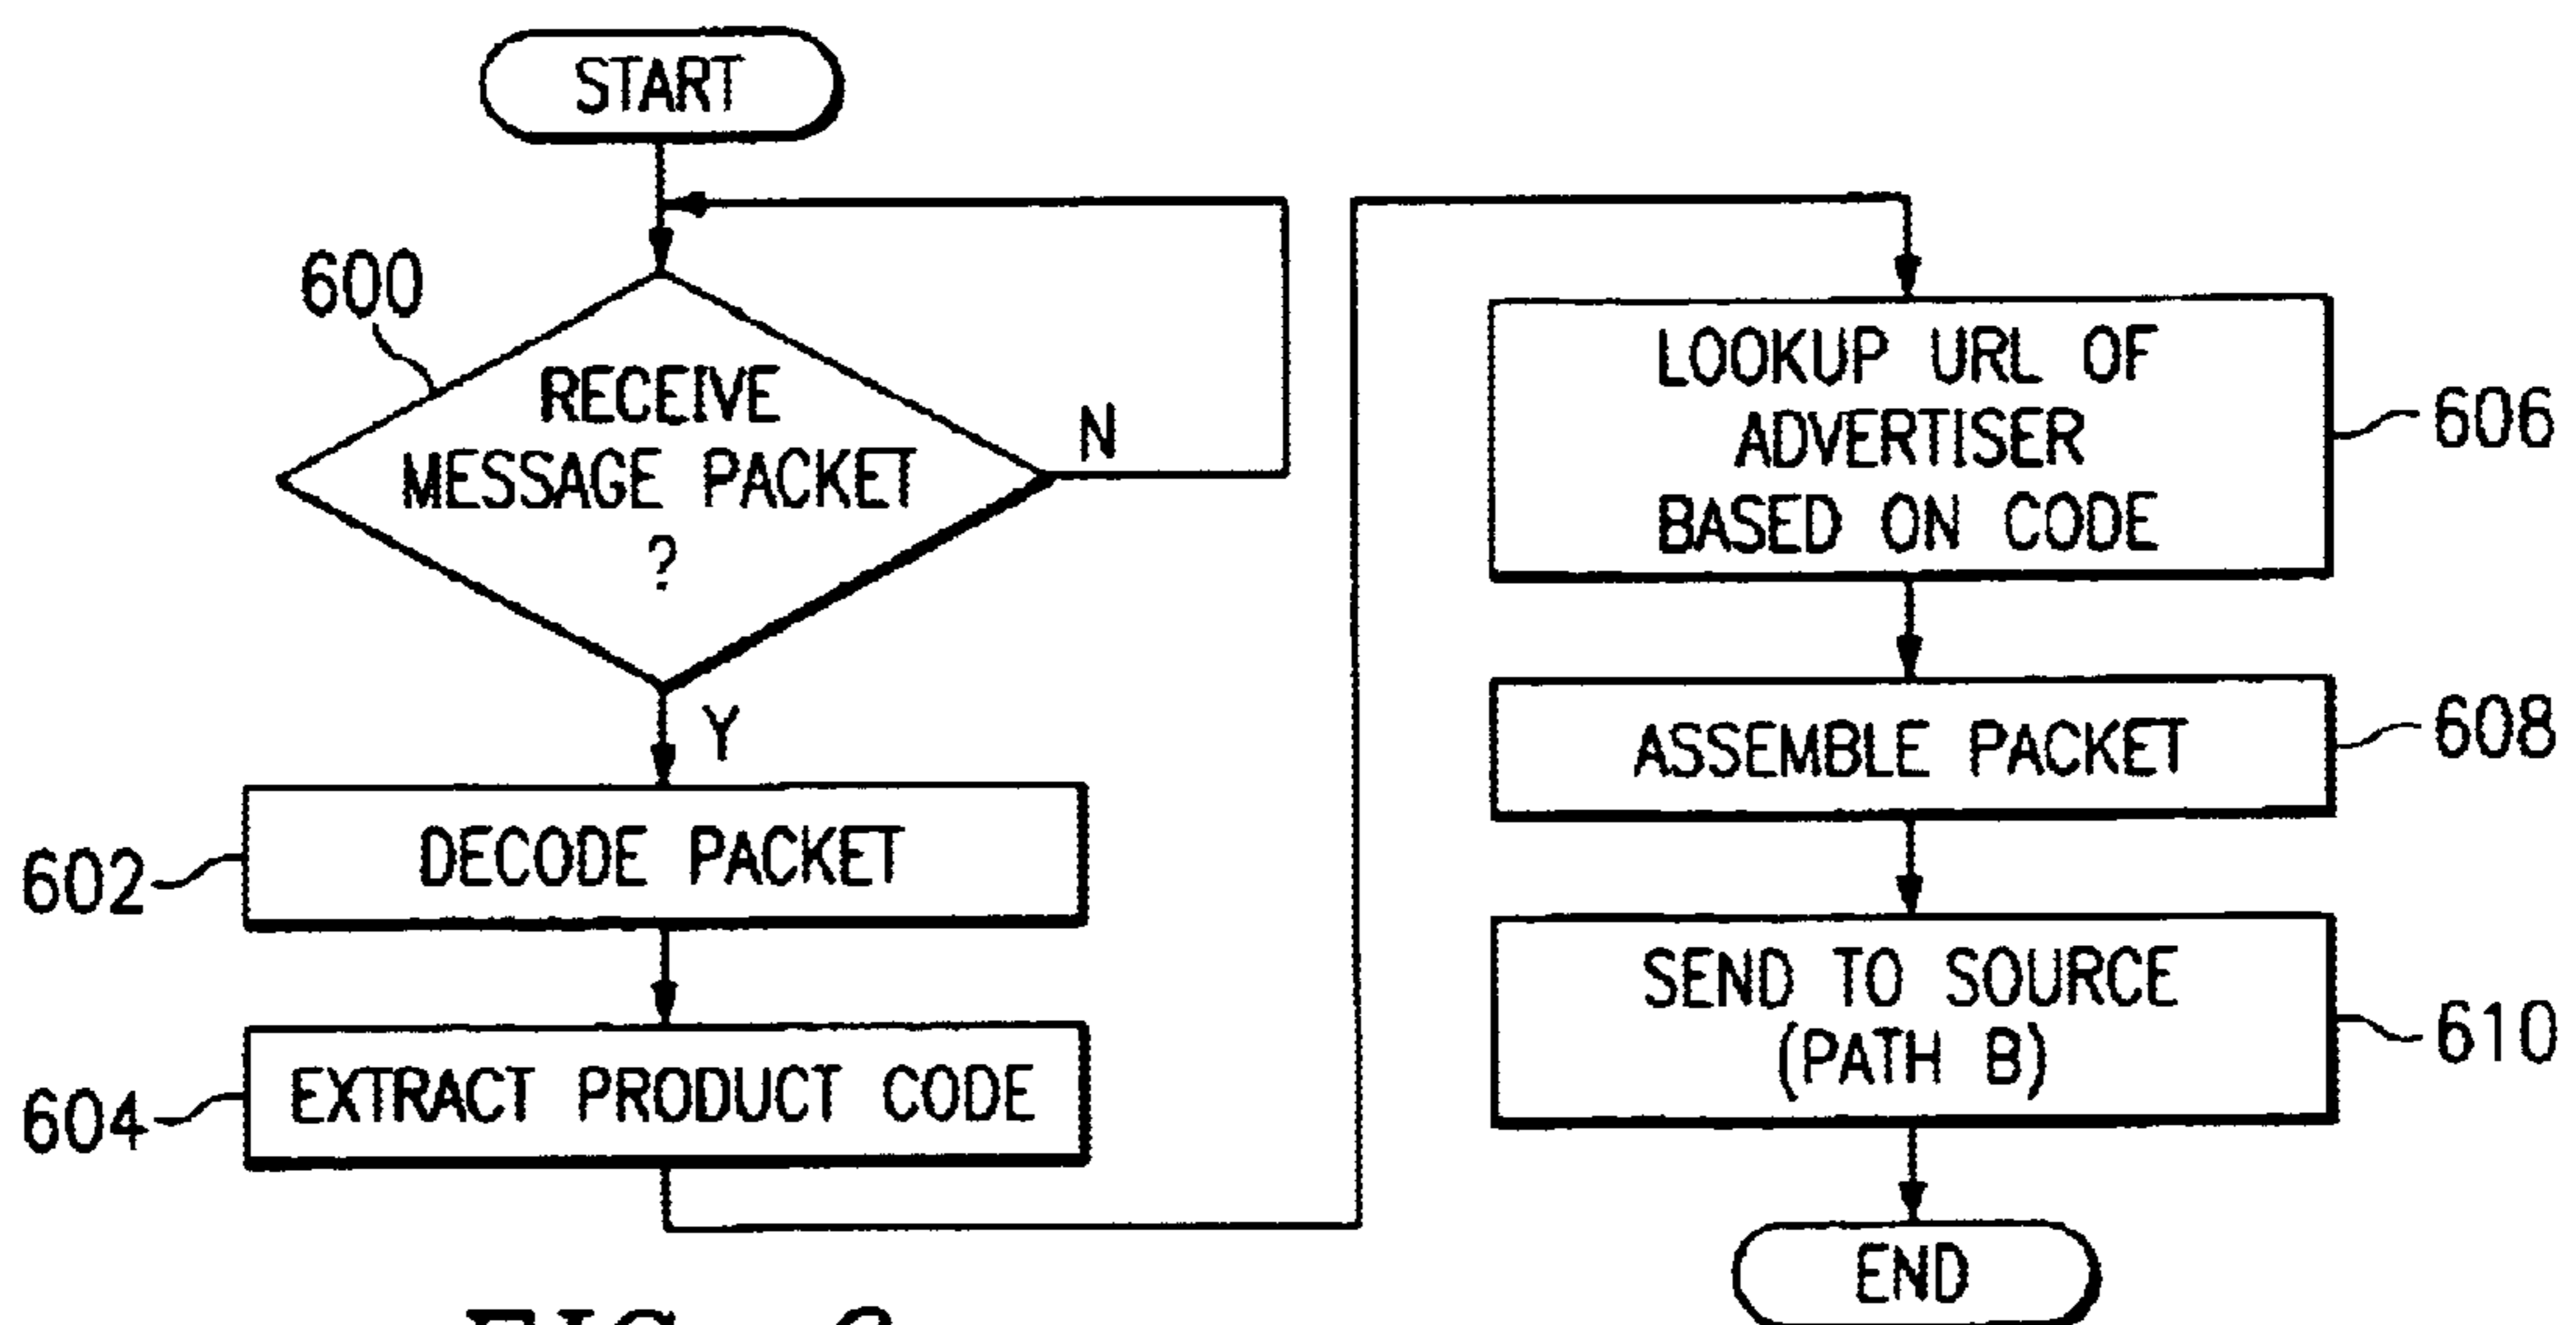 START
600
RECEIVE
MESSAGE PACKET
?
N
Y
602
DECODE PACKET
604
EXTRACT PRODUCT CODE
LOOKUP URL OF
ADVERTISER
BASED ON CODE
606
ASSEMBLE PACKET
608
SEND TO SOURCE
(PATH B)
610
END